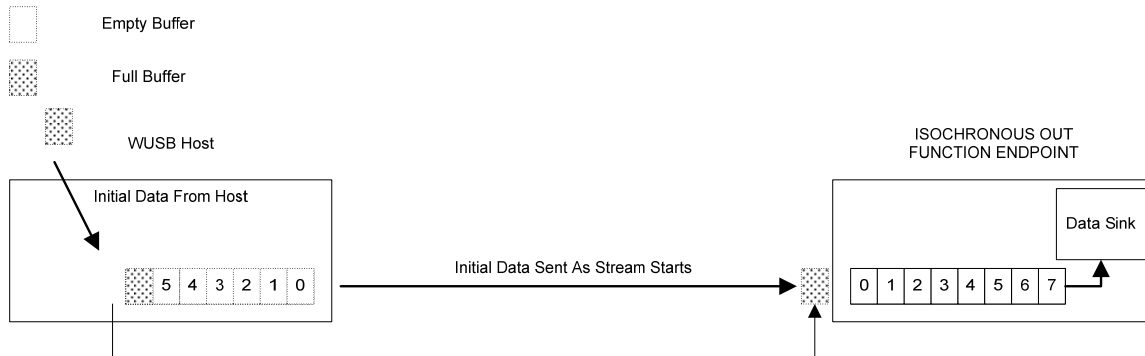 Empty Buffer
Full Buffer
WUSB Host
ISOCHRONOUS OUT
FUNCTION ENDPOINT
Initial Data From Host
Data Sink
Initial Data Sent As Stream Starts
5 4 3 2 1 0
0 1 2 3 4 5 6 7